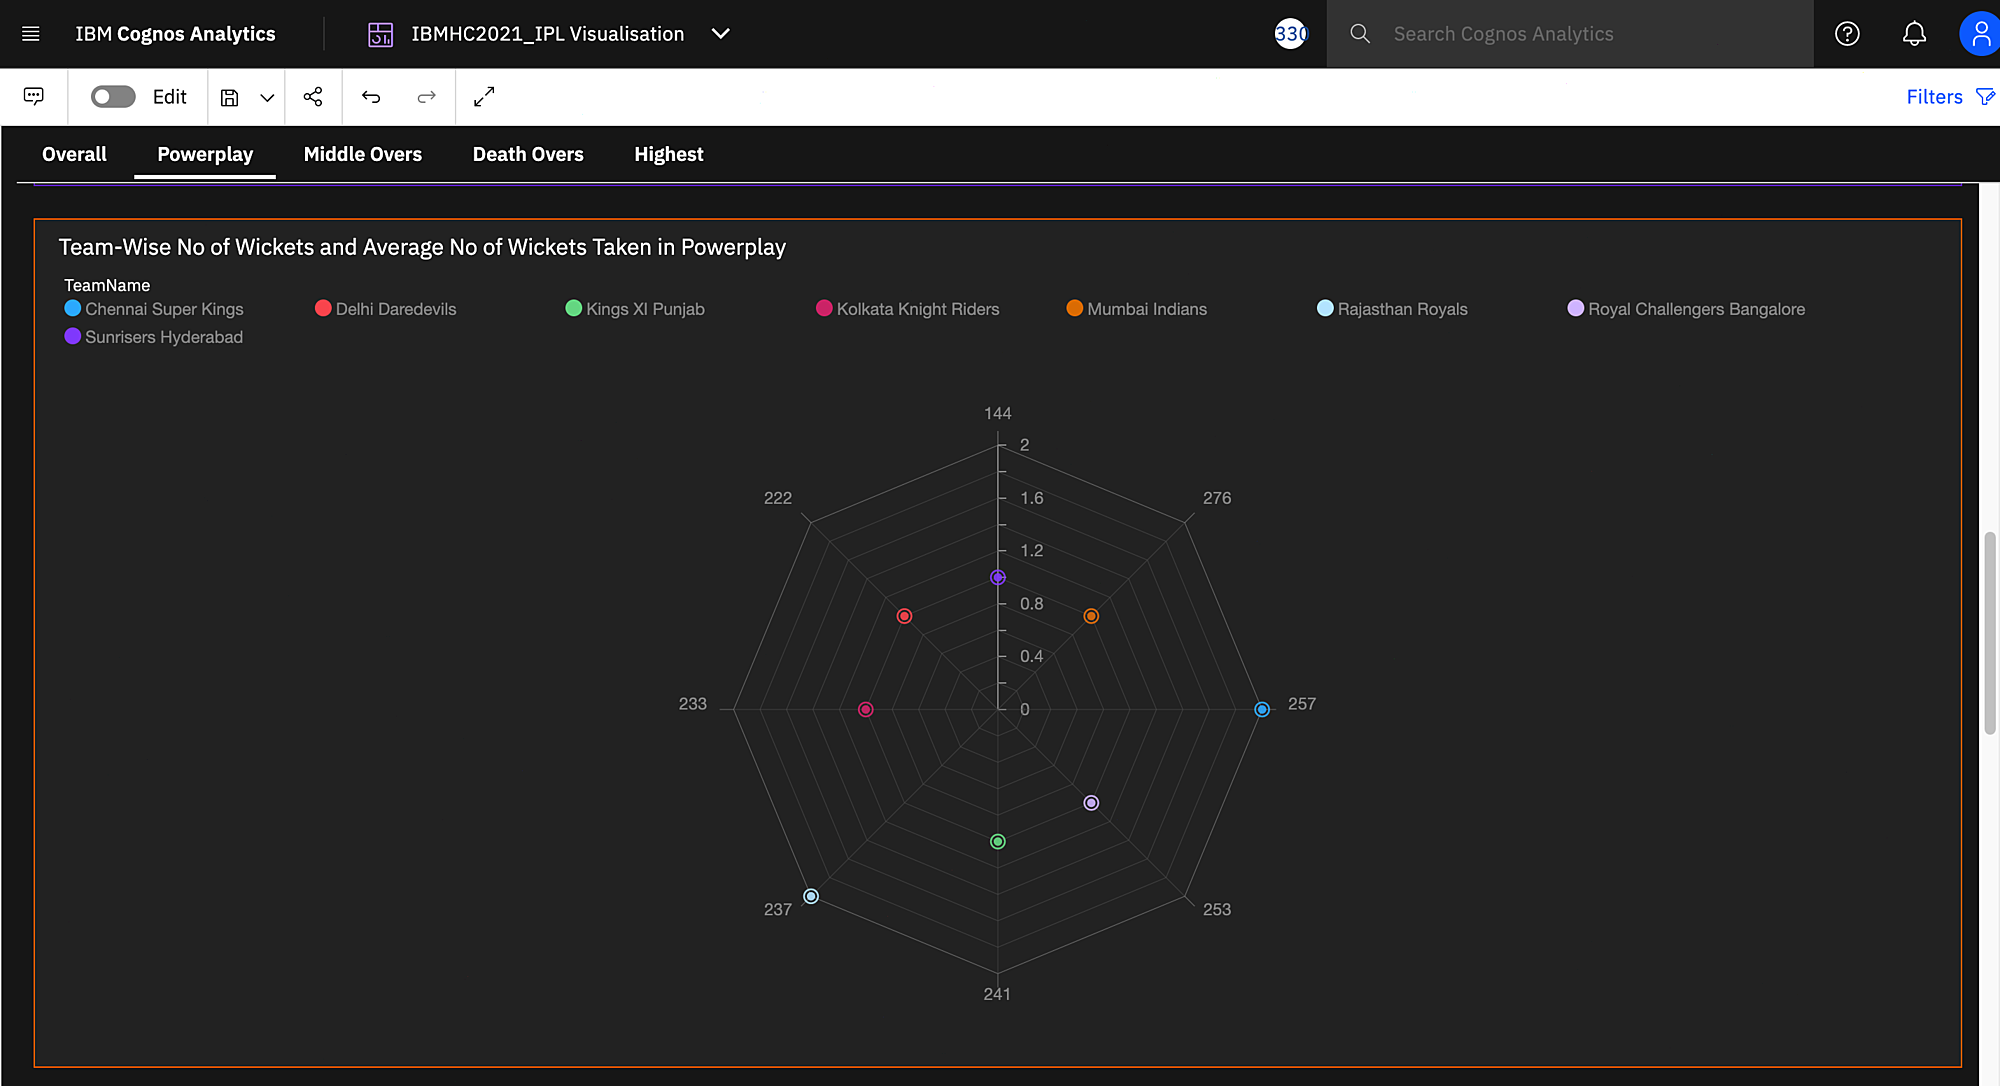 IBM Cognos Analytics
IBMHC2021_IPL Visualisation
330
Search Cognos Analytics
Edit
Filters
Overall
Powerplay
Middle Overs
Death Overs
Highest
Team-Wise No of Wickets and Average No of Wickets Taken in Powerplay
TeamName
Chennai Super Kings
Delhi Daredevils
Kings XI Punjab
Kolkata Knight Riders
Mumbai Indians
Rajasthan Royals
Royal Challengers Bangalore
Sunrisers Hyderabad
144
2
222
1.6
276
1.2
0.8
0.4
233
0
257
237
253
241